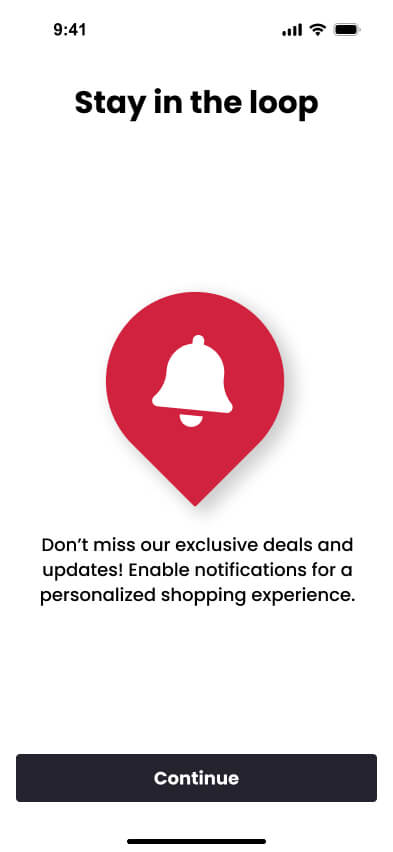 9:41
Stay in the loop
Don’t miss our exclusive deals and
updates! Enable notifications for a
personalized shopping experience.
Continue